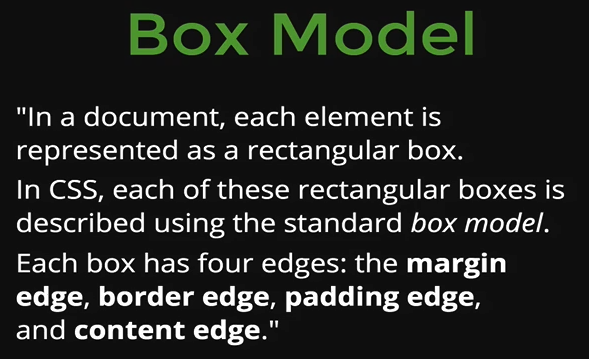 Box Model
"In a document, each element is
represented as a rectangular box.
In CSS, each of these rectangular boxes is
described using the standard box model.
Each box has four edges: the margin
edge, border edge, padding edge,
and content edge."